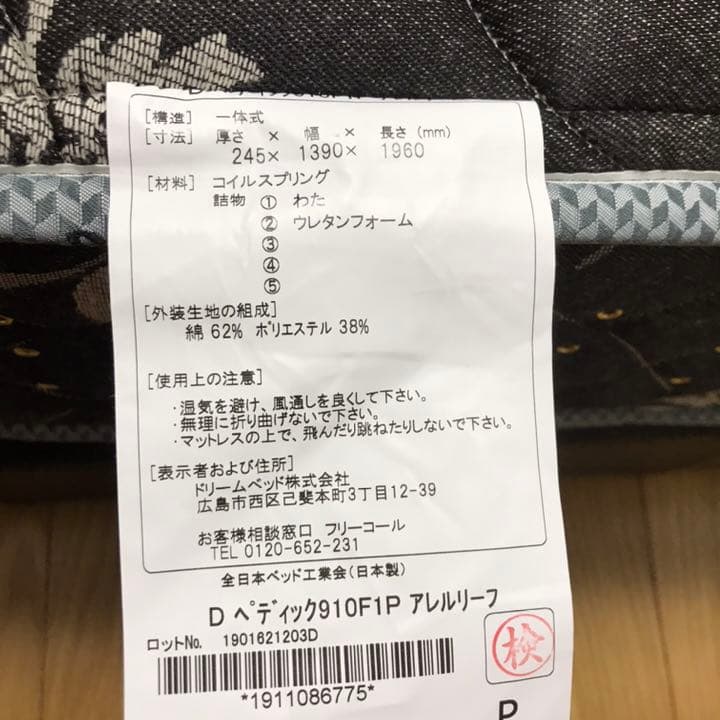 [構造] 一体式
[寸法] 厚さ × 幅 × 長さ (mm)
245× 1390× 1960
[材料] コイルスプリング
詰物 ① わた
② ウレタンフォーム
③
④
⑤
[外装生地の組成]
綿 62% ポリエステル 38%
[使用上の注意]
・湿気を避け、風通しを良くして下さい。
・無理に折り曲げないで下さい。
・マットレスの上で、飛んだり跳ねたりしないで下さい。
[表示者および住所]
ドリームベッド株式会社
広島市西区己斐本町3丁目12-39
お客様相談窓口 フリーコール
TEL 0120-652-231
全日本ベッド工業会(日本製)
D ペディック910F1P アレルリーフ
ロットNo. 1901621203D
検
*1911086775*
P